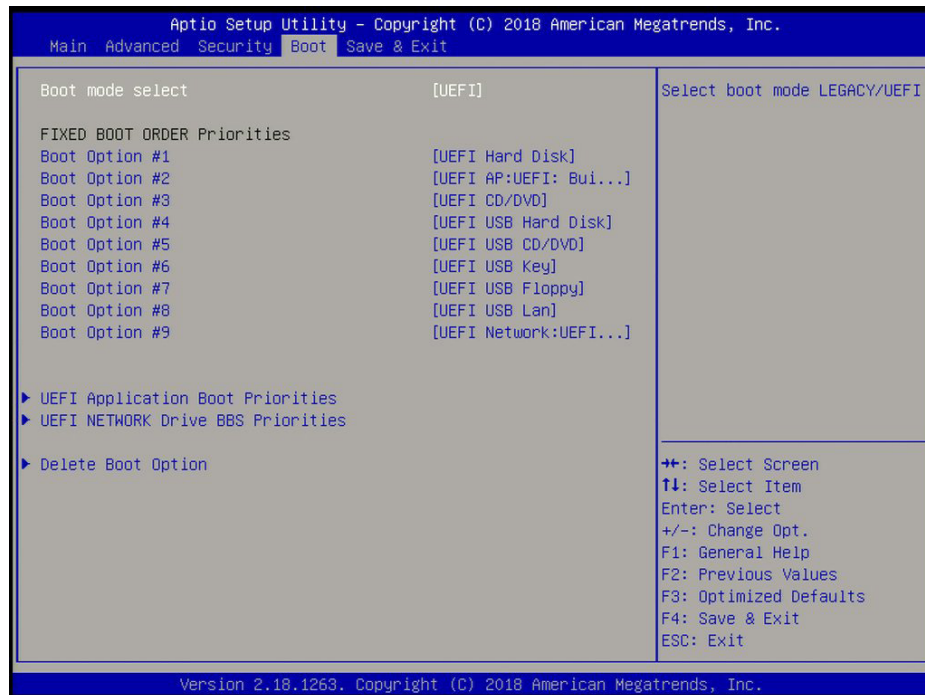 Aptio Setup Utility – Copyright (C) 2018 American Megatrends, Inc.
Main Advanced Security Boot Save & Exit
Boot mode select [UEFI]
FIXED BOOT ORDER Priorities
Boot Option #1 [UEFI Hard Disk]
Boot Option #2 [UEFI AP:UEFI: Bui...]
Boot Option #3 [UEFI CD/DVD]
Boot Option #4 [UEFI USB Hard Disk]
Boot Option #5 [UEFI USB CD/DVD]
Boot Option #6 [UEFI USB Key]
Boot Option #7 [UEFI USB Floppy]
Boot Option #8 [UEFI USB Lan]
Boot Option #9 [UEFI Network:UEFI...]
UEFI Application Boot Priorities
UEFI NETWORK Drive BBS Priorities
Delete Boot Option
Select boot mode LEGACY/UEFI
→←: Select Screen
↑↓: Select Item
Enter: Select
+/-: Change Opt.
F1: General Help
F2: Previous Values
F3: Optimized Defaults
F4: Save & Exit
ESC: Exit
Version 2.18.1263. Copyright (C) 2018 American Megatrends, Inc.